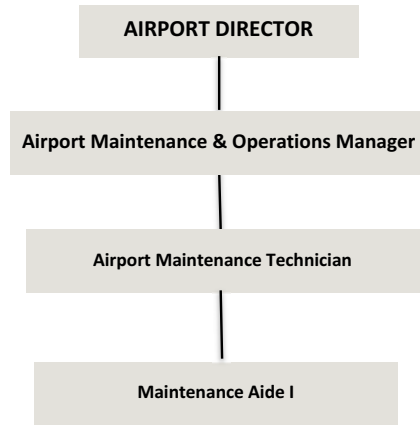 AIRPORT DIRECTOR
Airport Maintenance & Operations Manager
Airport Maintenance Technician
Maintenance Aide I